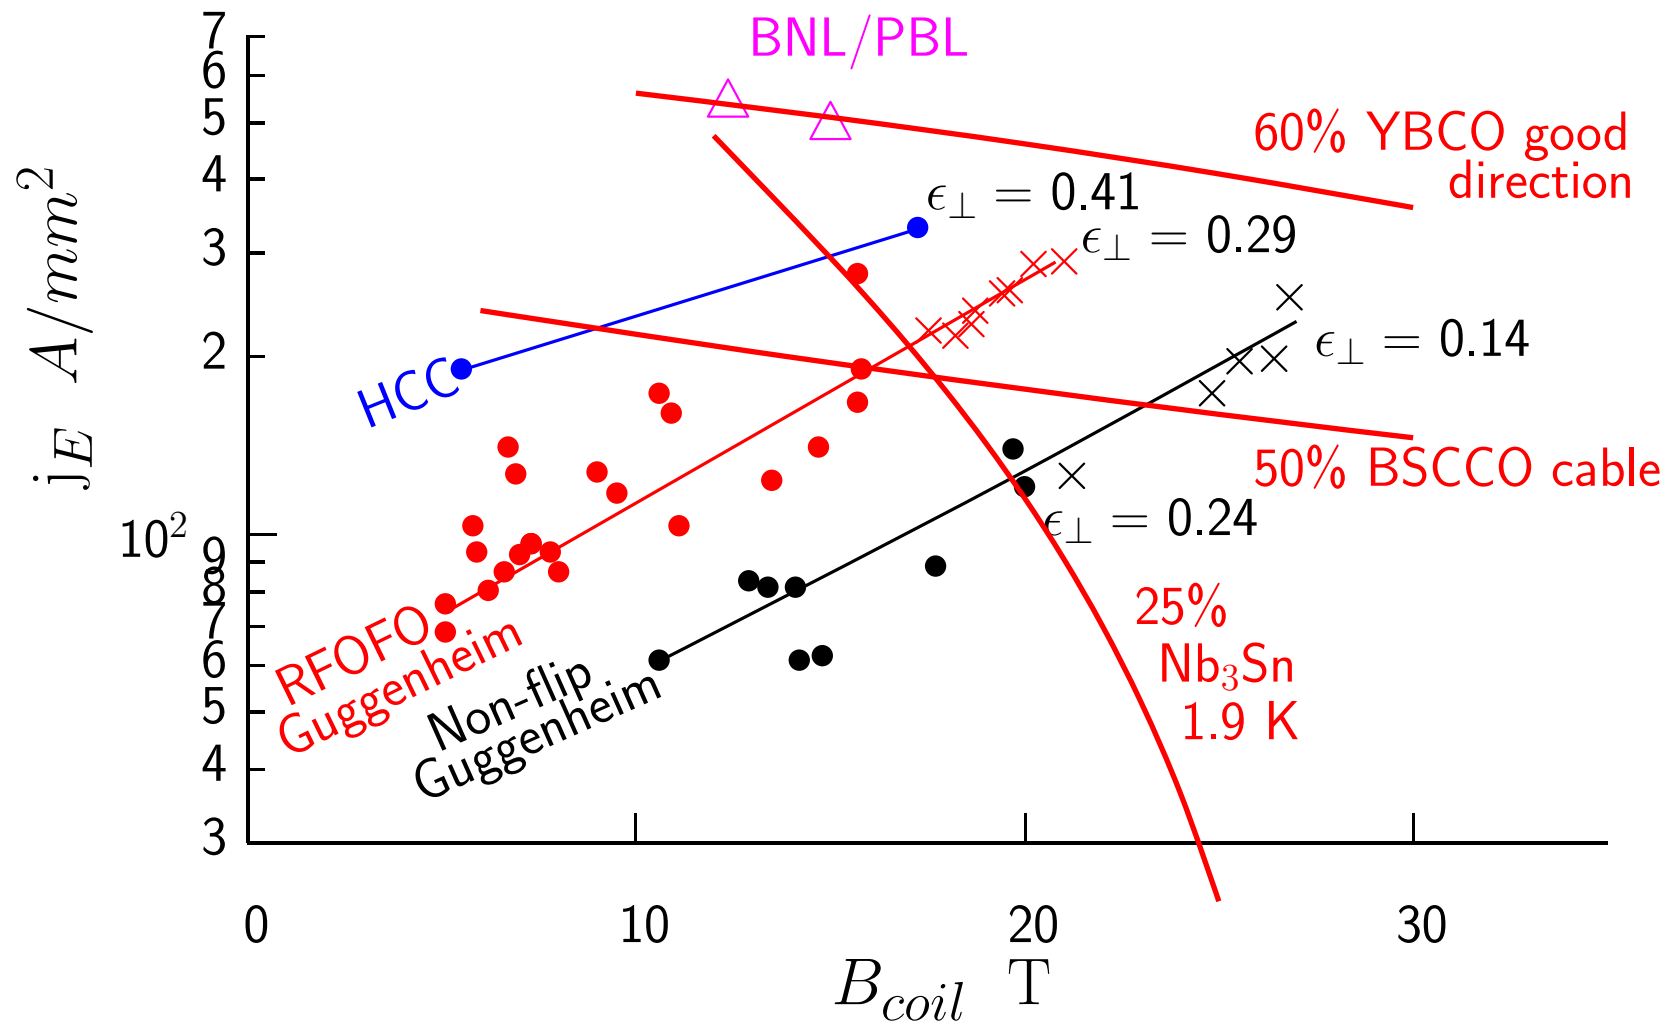 BNL/PBL
7
6
5
4
3
2
10²
9
8
7
6
5
4
3
j_E A/mm²
60% YBCO good
direction
ϵ⊥ = 0.41
ϵ⊥ = 0.29
ϵ⊥ = 0.14
HCC
50% BSCCO cable
ϵ⊥ = 0.24
25%
Nb₃Sn
1.9 K
RFOFO
Guggenheim
Non-flip
Guggenheim
0 10 20 30
B_coil T